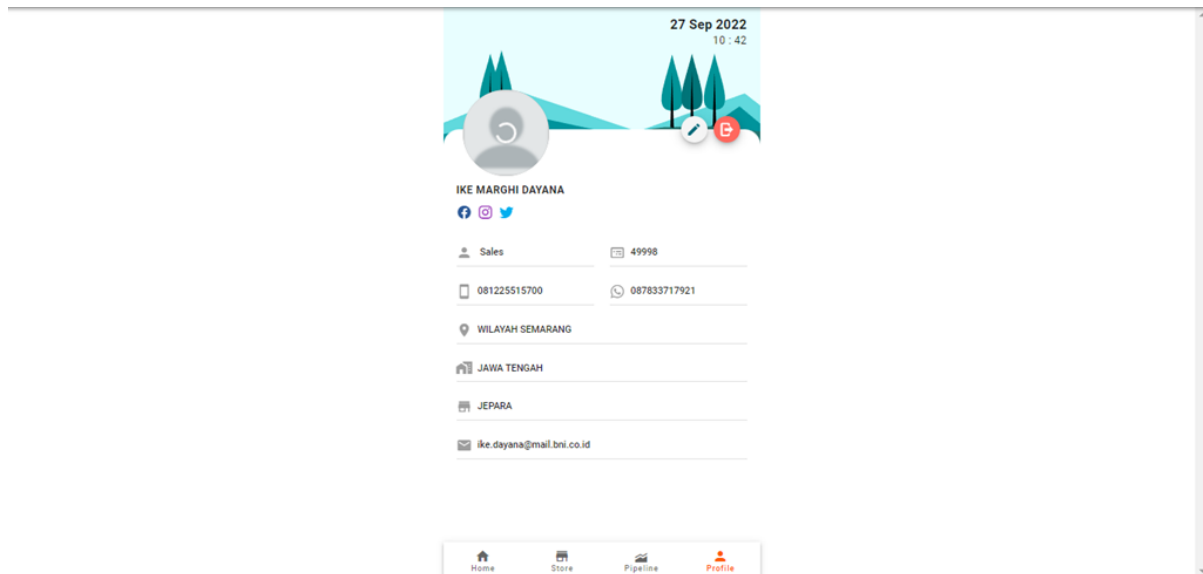 27 Sep 2022
10 : 42
IKE MARGHI DAYANA
Sales
49998
081225515700
087833717921
WILAYAH SEMARANG
JAWA TENGAH
JEPARA
ike.dayana@mail.bni.co.id
Home Store Pipeline Profile